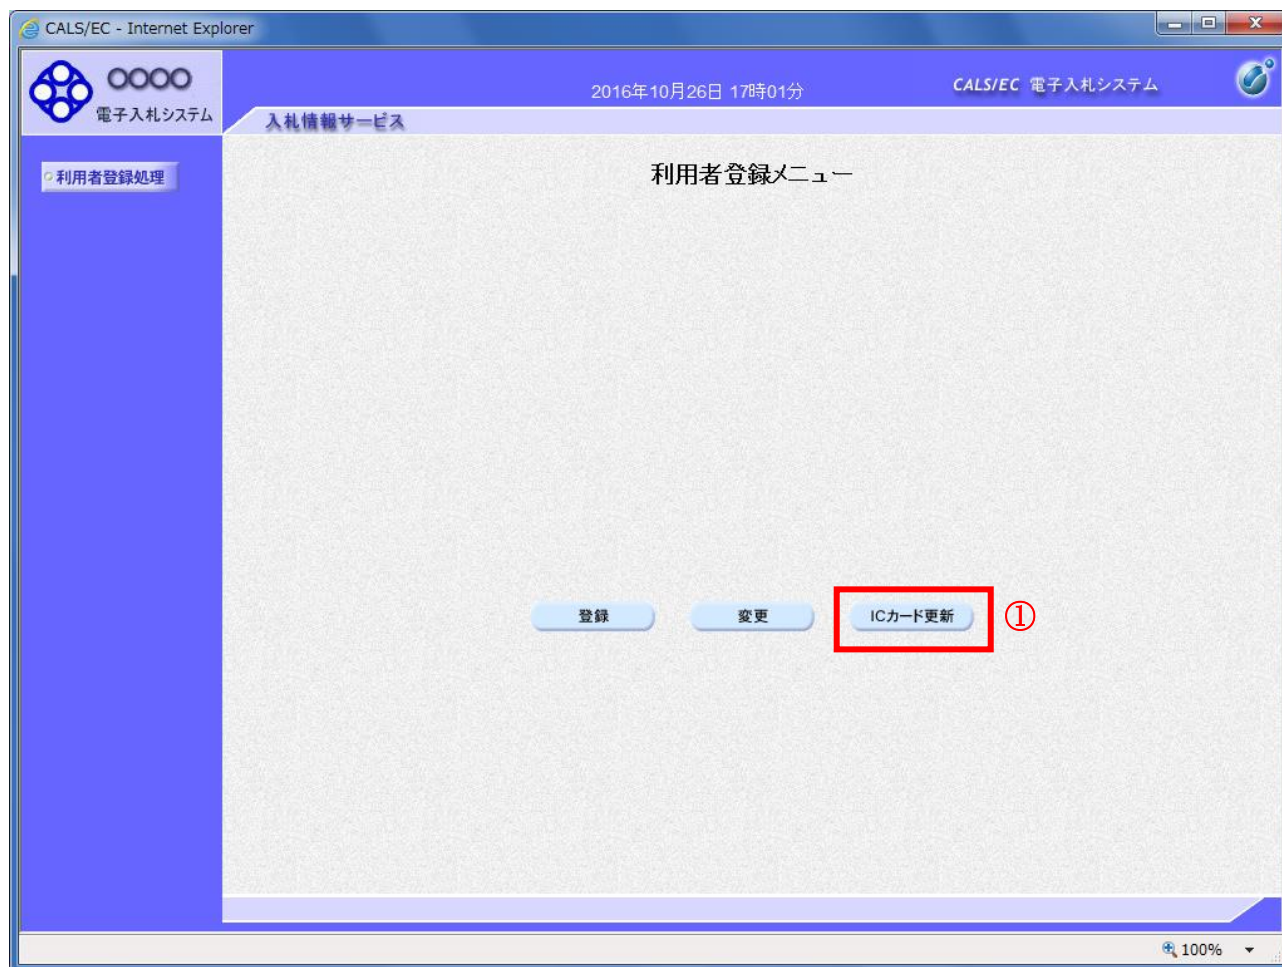 CALS/EC - Internet Explorer
〇〇〇〇
電子入札システム
2016年10月26日 17時01分
CALS/EC 電子入札システム
入札情報サービス
利用者登録処理
利用者登録メニュー
登録
変更
ICカード更新
①
100%